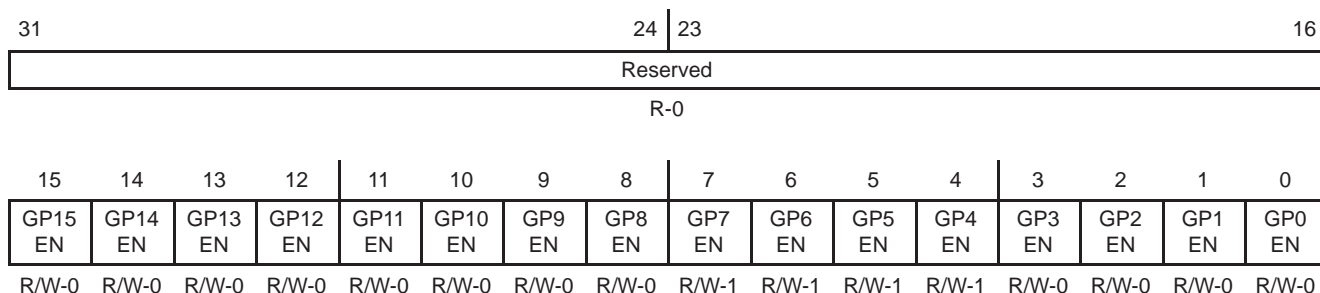 31 24 23 16
Reserved
R-0
15 14 13 12 11 10 9 8 7 6 5 4 3 2 1 0
GP15 GP14 GP13 GP12 GP11 GP10 GP9 GP8 GP7 GP6 GP5 GP4 GP3 GP2 GP1 GP0
EN EN EN EN EN EN EN EN EN EN EN EN EN EN EN EN
R/W-0 R/W-0 R/W-0 R/W-0 R/W-0 R/W-0 R/W-0 R/W-0 R/W-1 R/W-1 R/W-1 R/W-1 R/W-0 R/W-0 R/W-0 R/W-0